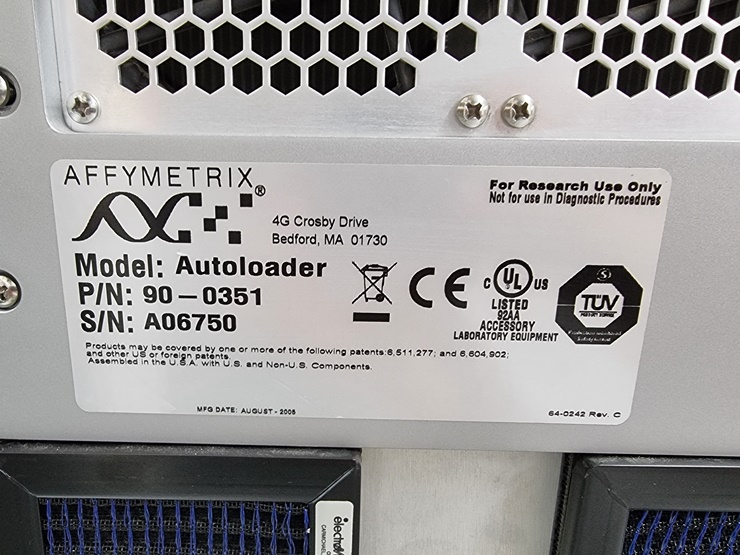 AFFYMETRIX®
For Research Use Only
Not for use in Diagnostic Procedures
4G Crosby Drive
Bedford, MA 01730
Model: Autoloader
P/N: 90-0351
S/N: A06750
CE
C UL US
LISTED
92AA
ACCESSORY
LABORATORY EQUIPMENT
S
TÜV
Products may be covered by one or more of the following patents:6,511,277; and 6,604,902;
and other US or foreign patents.
Assembled in the U.S.A. with U.S. and Non-U.S. Components.
MFG DATE: AUGUST - 2005
64-0242 Rev. C